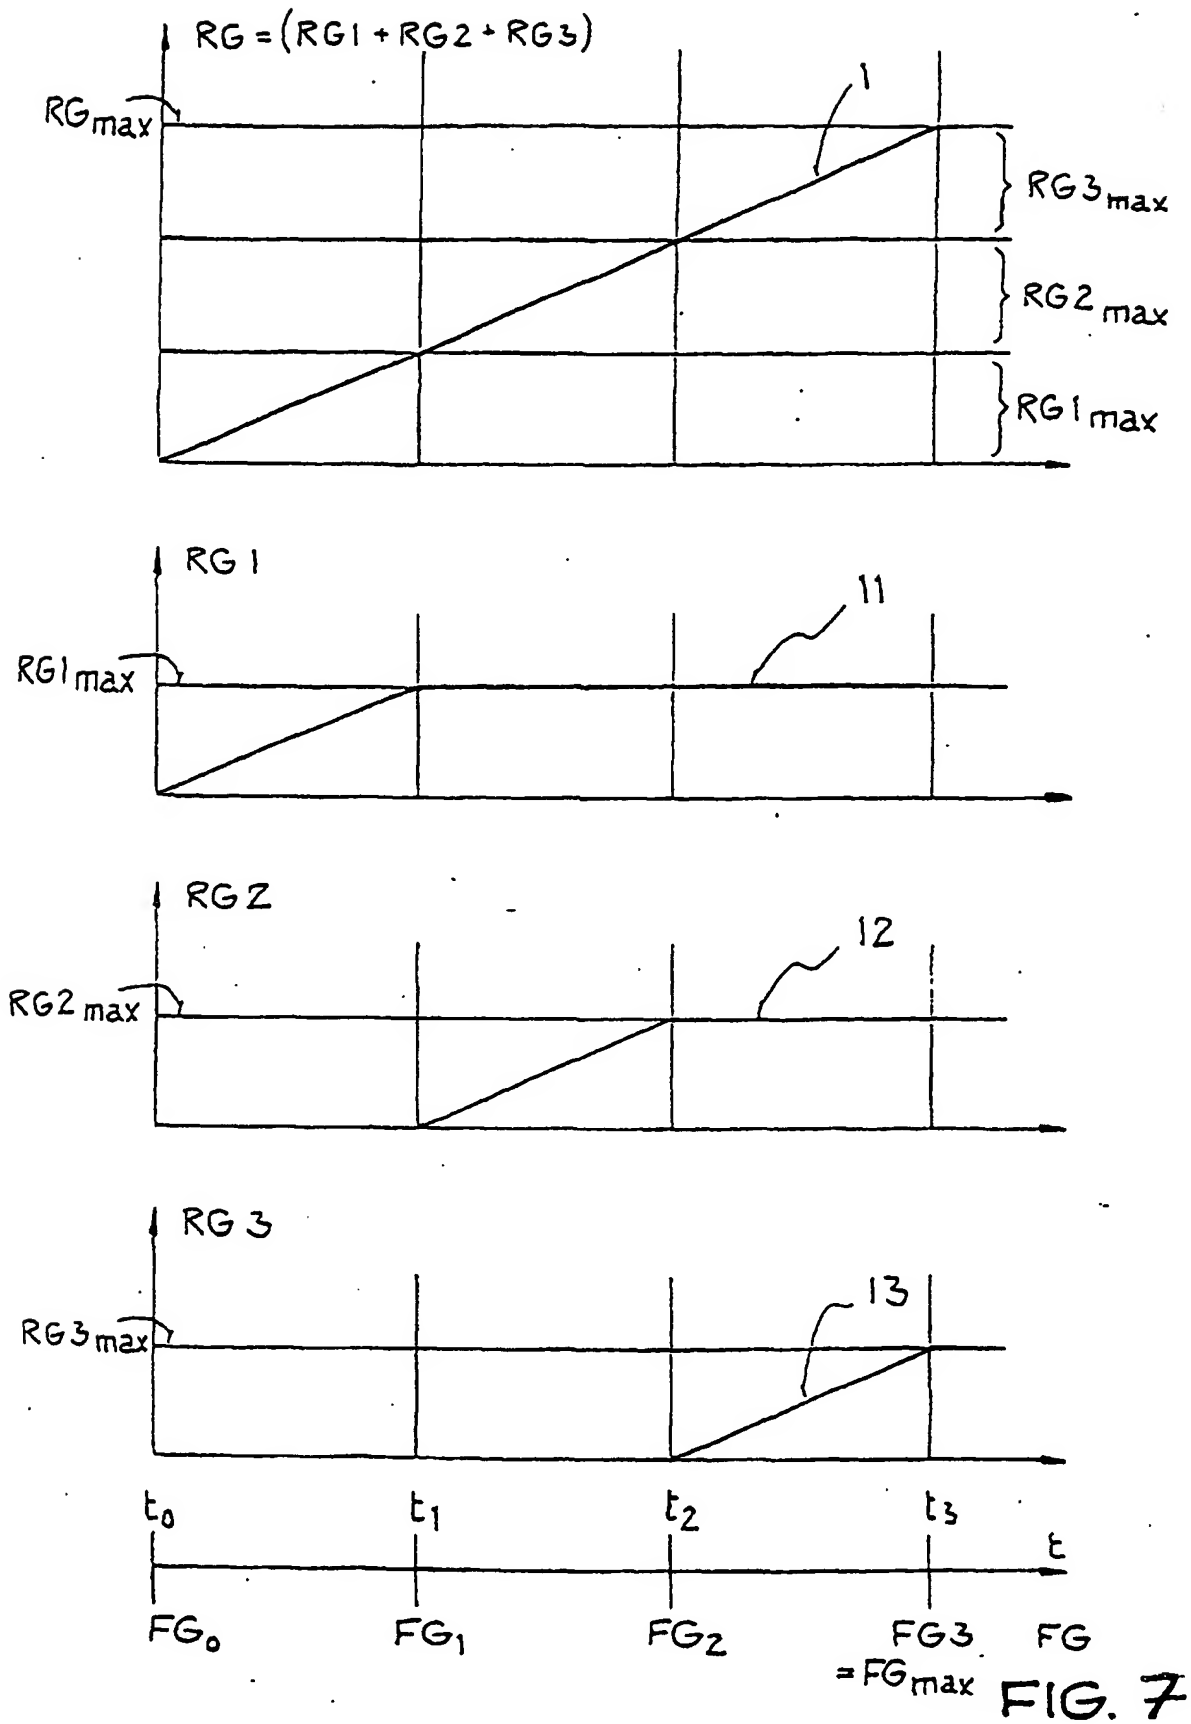 RG = (RG1 + RG2 + RG3)
1
RGmax
RG3max
RG2max
RG1max
RG1
11
RG1max
RG2
12
RG2max
RG3
13
RG3max
t0 t1 t2 t3
t
FG0 FG1 FG2 FG3 FG
= FGmax
FIG. 7